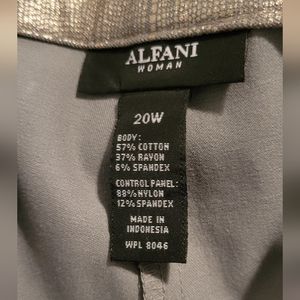 ALFANI
WOMAN
20W
BODY:
57% COTTON
37% RAYON
6% SPANDEX
CONTROL PANEL:
88% NYLON
12% SPANDEX
MADE IN
INDONESIA
WPL 8046